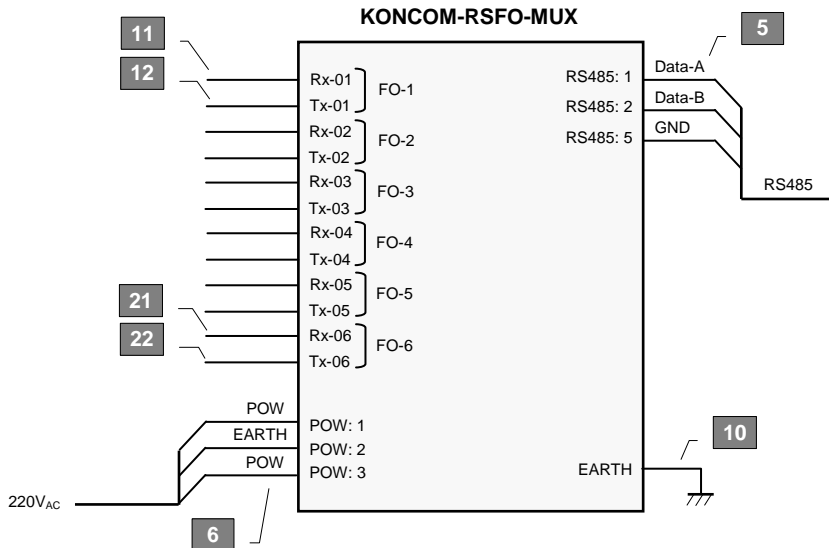 KONCOM-RSFO-MUX
11
12
Rx-01
Tx-01
FO-1
Rx-02
Tx-02
FO-2
Rx-03
Tx-03
FO-3
Rx-04
Tx-04
FO-4
21
22
Rx-05
Tx-05
FO-5
Rx-06
Tx-06
FO-6
POW
POW: 1
EARTH
POW: 2
POW
POW: 3
220VAC
6
5
RS485: 1
Data-A
RS485: 2
Data-B
RS485: 5
GND
RS485
10
EARTH